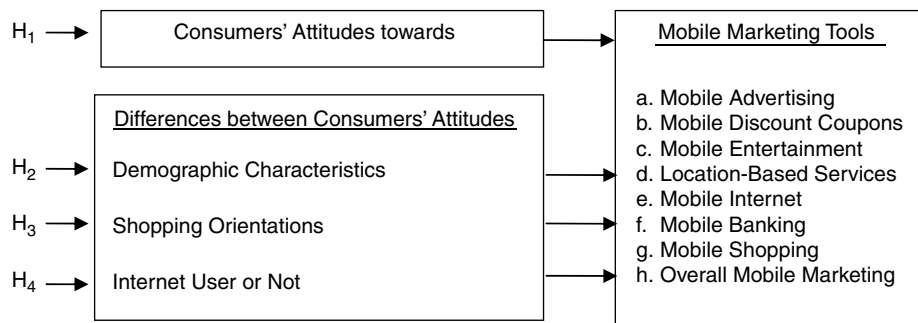 H1
Consumers' Attitudes towards
Differences between Consumers' Attitudes
H2
Demographic Characteristics
H3
Shopping Orientations
H4
Internet User or Not
Mobile Marketing Tools
a. Mobile Advertising
b. Mobile Discount Coupons
c. Mobile Entertainment
d. Location-Based Services
e. Mobile Internet
f. Mobile Banking
g. Mobile Shopping
h. Overall Mobile Marketing